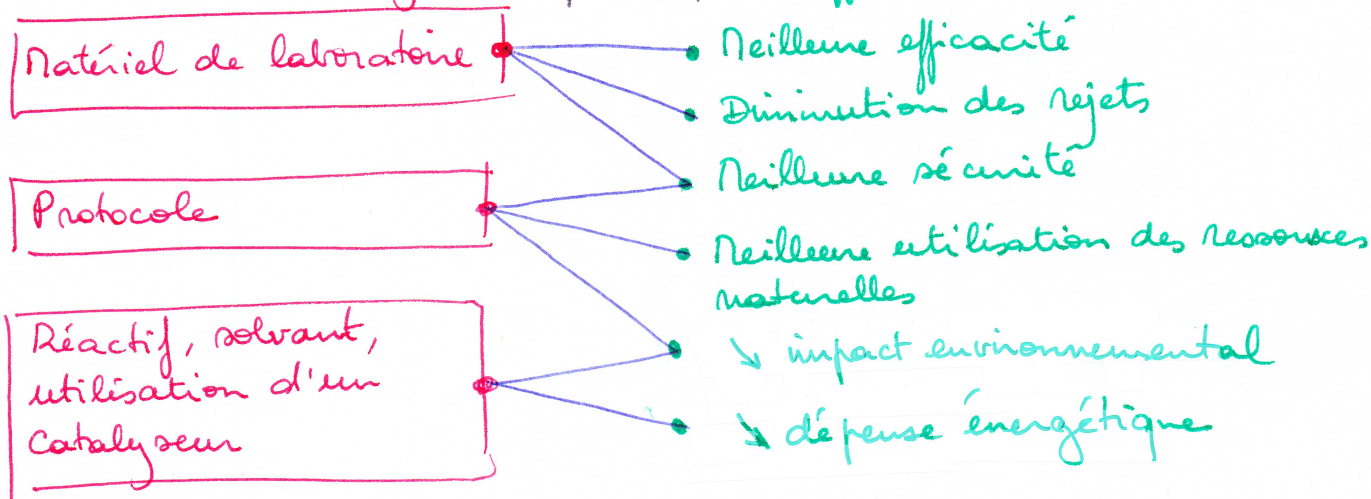 Matériel de laboratoire
Meilleure efficacité
Diminution des rejets
Meilleure sécurité
Protocole
Meilleure utilisation des ressources
naturelles
Réactif, solvant,
utilisation d'un
catalyseur
↘ impact environnemental
↘ dépense énergétique